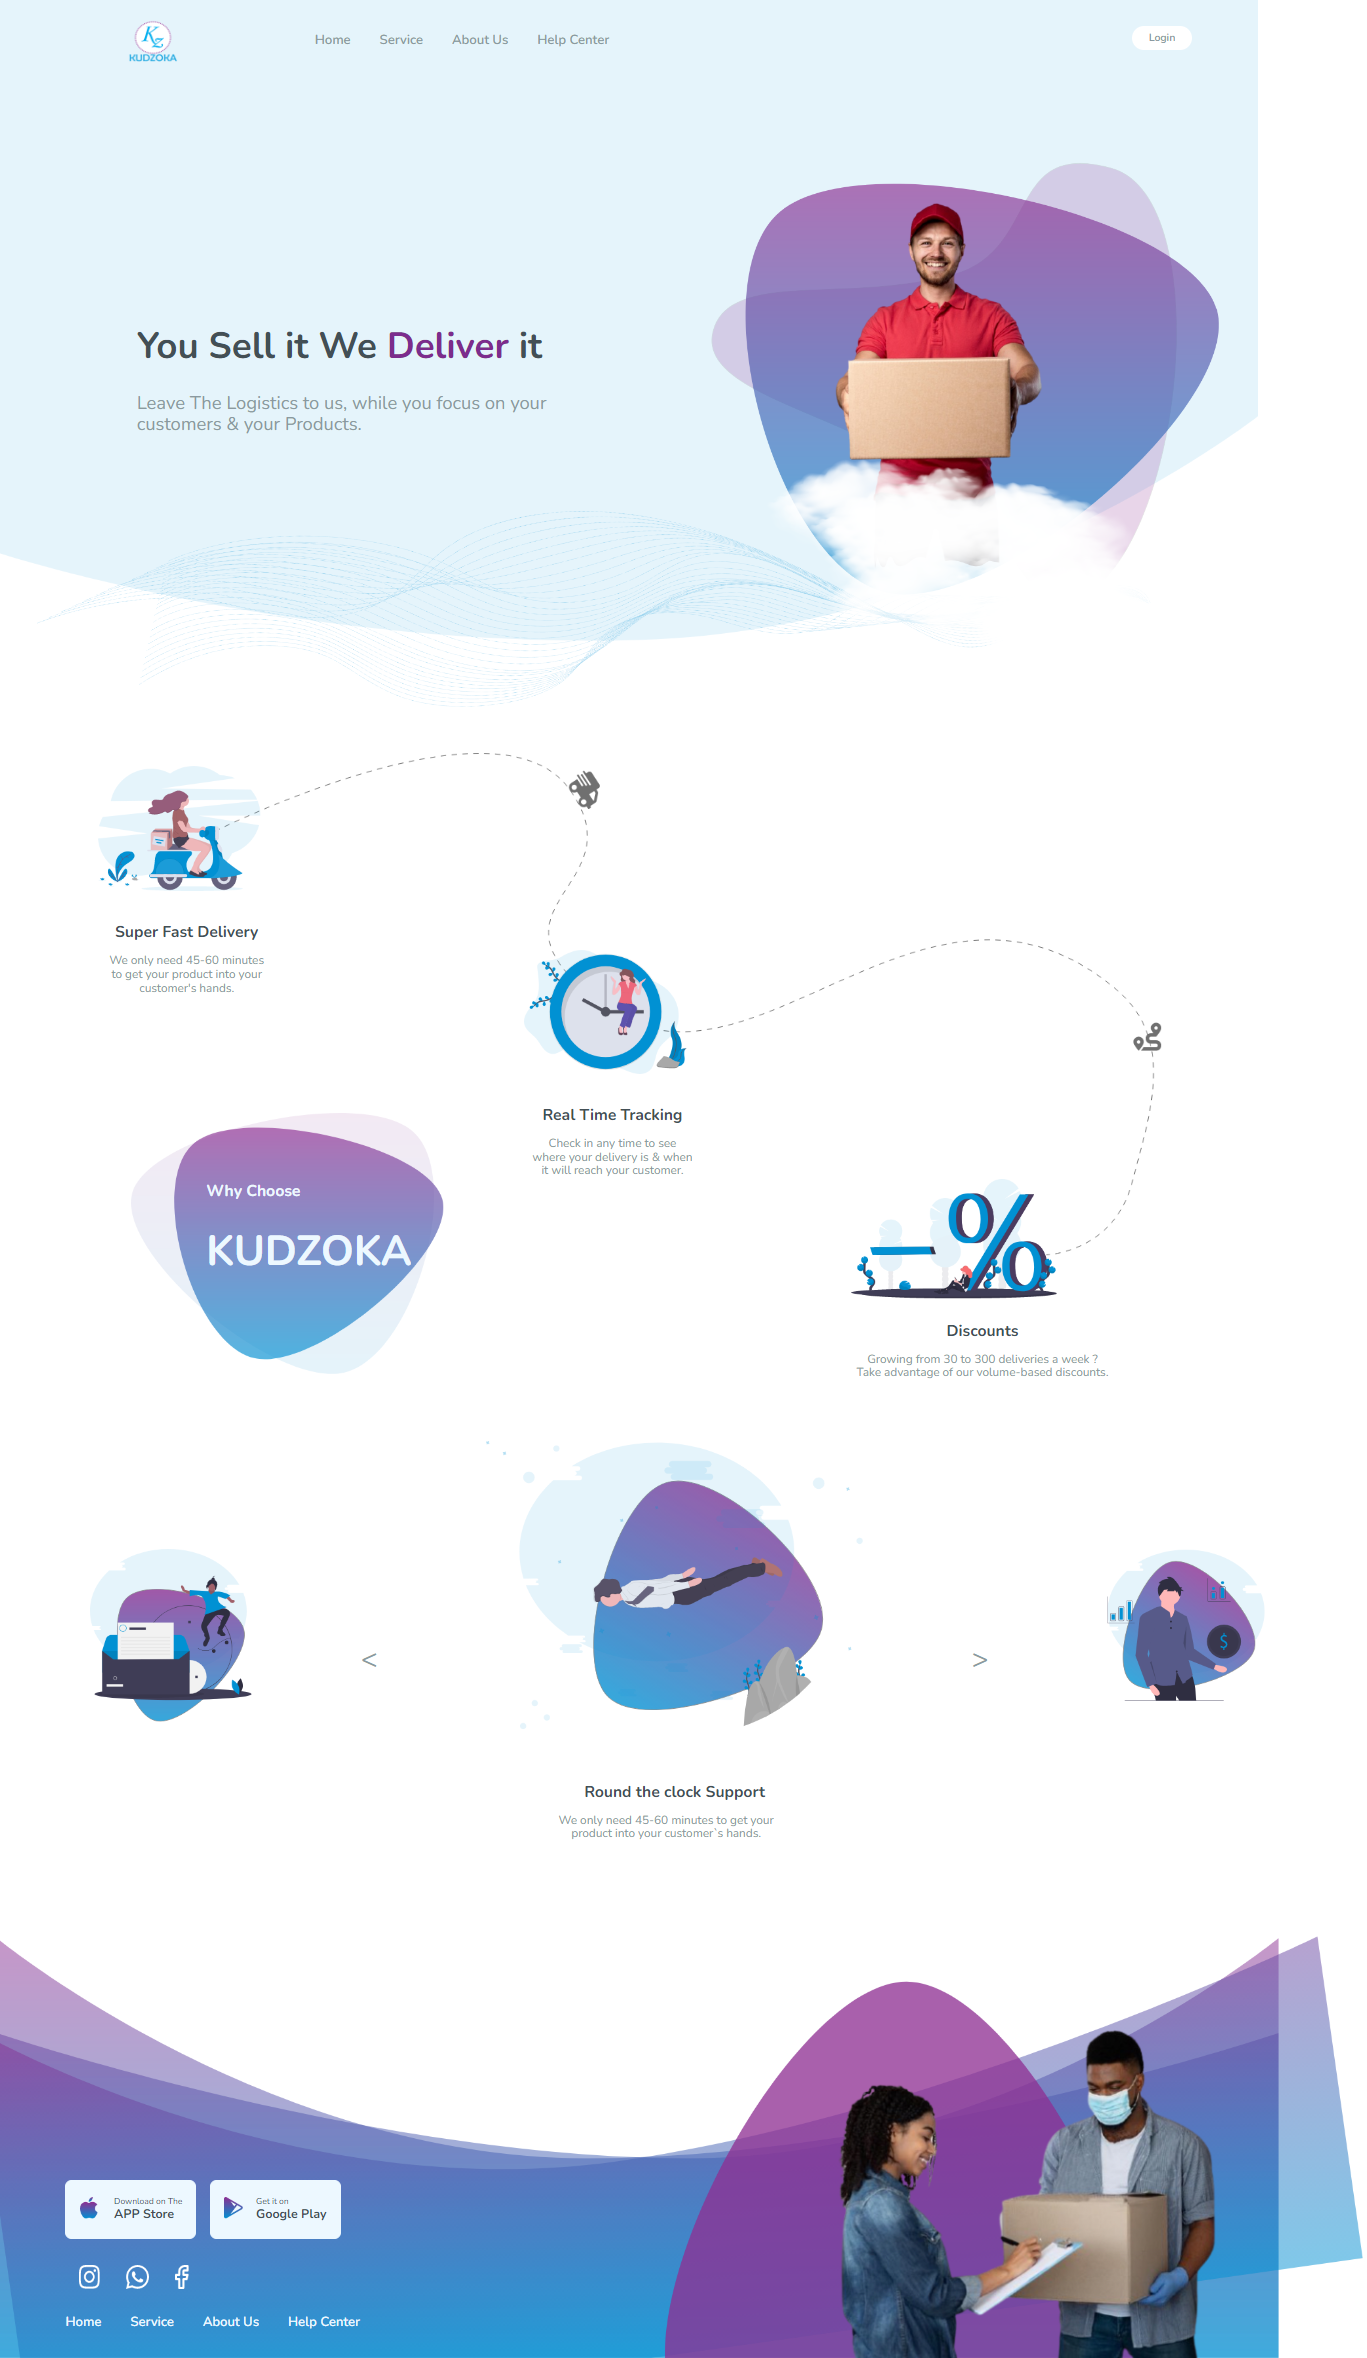 Kz
KUDZOKA
Home
Service
About Us
Help Center
Login
You Sell it We Deliver it
Leave The Logistics to us, while you focus on your
customers & your Products.
Super Fast Delivery
We only need 45-60 minutes
to get your product into your
customer's hands.
Real Time Tracking
Check in any time to see
where your delivery is & when
it will reach your customer.
Why Choose
KUDZOKA
%
Discounts
Growing from 30 to 300 deliveries a week ?
Take advantage of our volume-based discounts.
$
<
>
Round the clock Support
We only need 45-60 minutes to get your
product into your customer`s hands.
Download on The
APP Store
Get it on
Google Play
Home
Service
About Us
Help Center